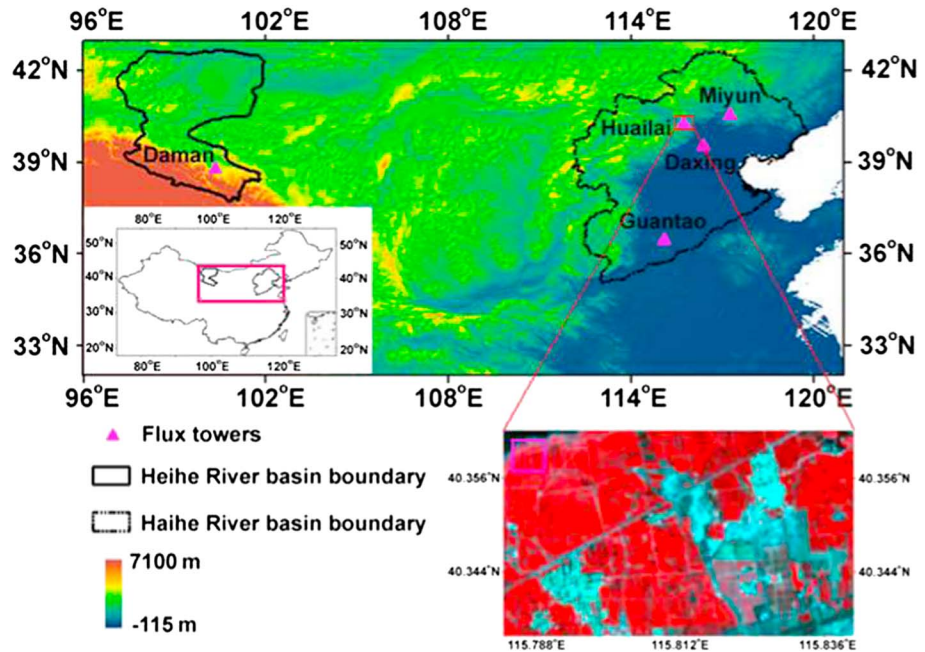 96°E 102°E 108°E 114°E 120°E
42°N 42°N
Miyun
Huailai
Daman
39°N 39°N
Daxing
Guantao
36°N 36°N
33°N 33°N
80°E 100°E 120°E
50°N 50°N
40°N 40°N
30°N 30°N
20°N 20°N
80°E 100°E 120°E
96°E 102°E 108°E 114°E 120°E
Flux towers
Heihe River basin boundary
Haihe River basin boundary
7100 m
-115 m
40.356°N 40.356°N
40.344°N 40.344°N
115.788°E 115.812°E 115.836°E